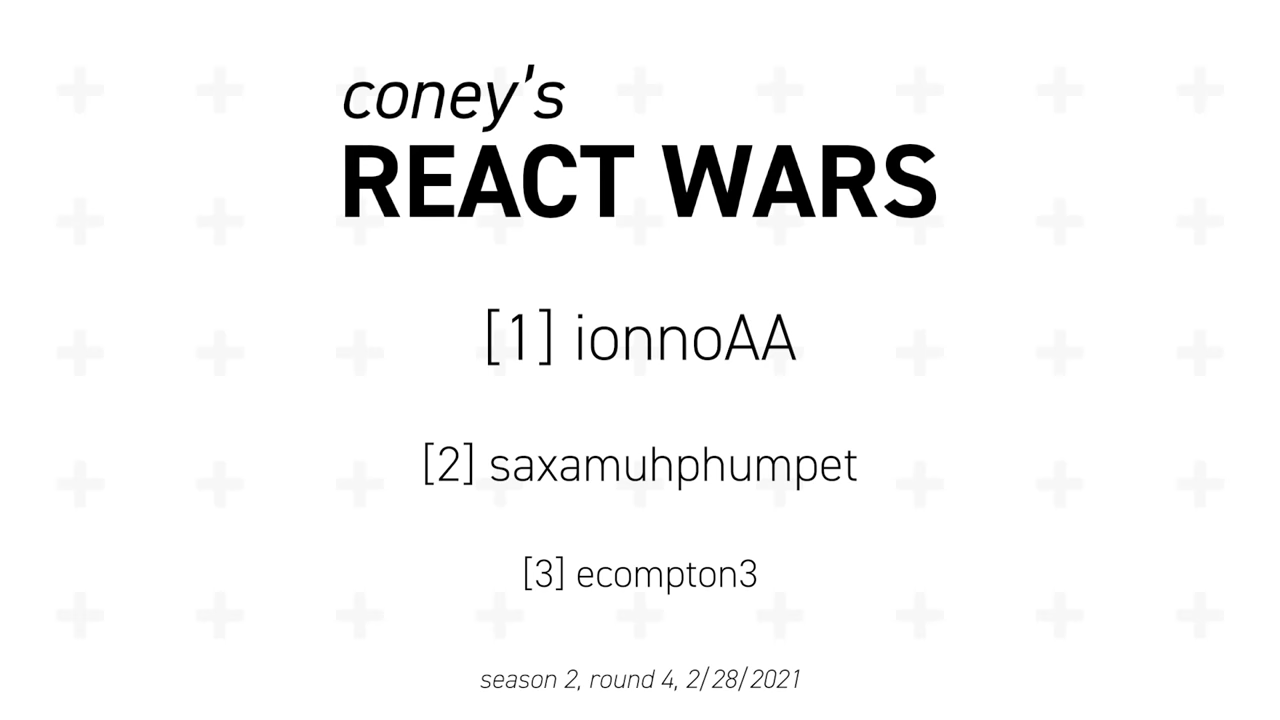 coney's
REACT WARS
[1] ionnoAA
[2] saxamuhphumpet
[3] ecompton3
season 2, round 4, 2/28/2021